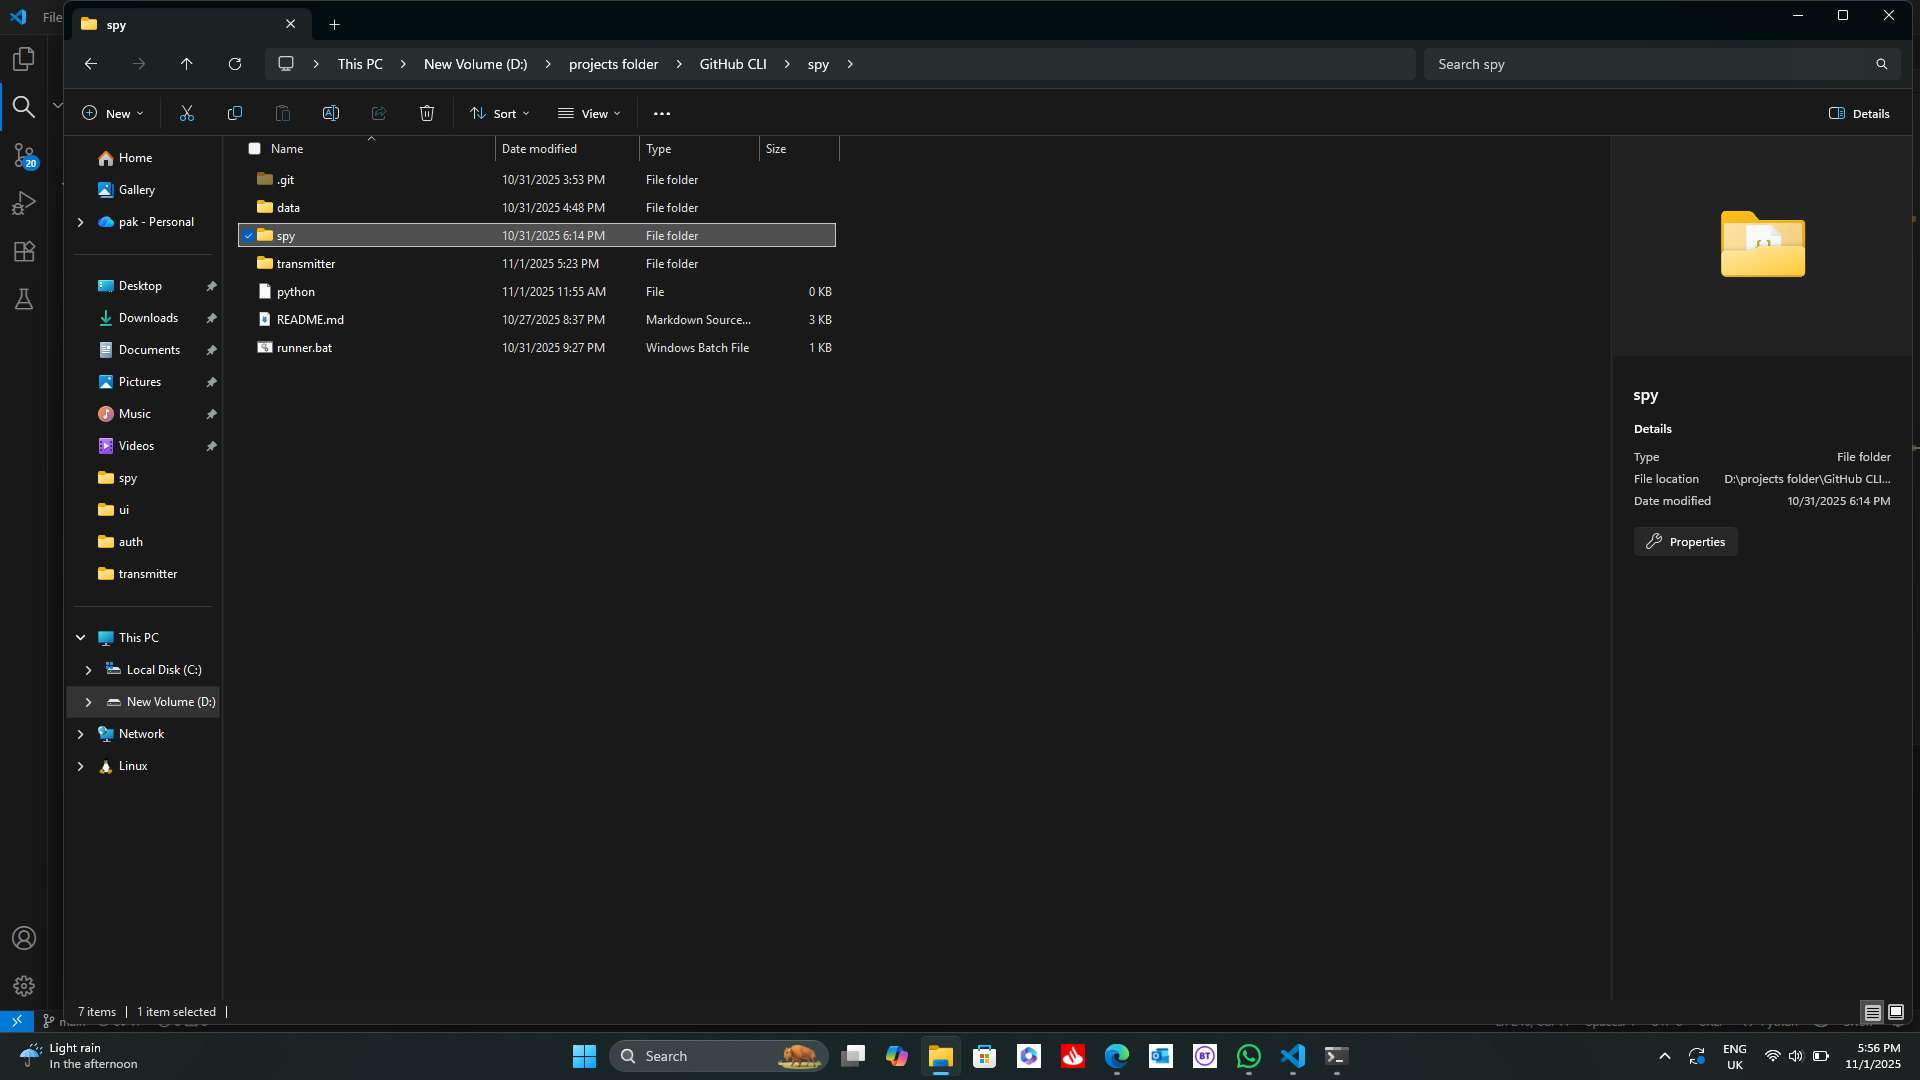 File
spy
This PC
New Volume (D:)
projects folder
GitHub CLI
spy
Search spy
New
Sort
View
Details
20
Name
Date modified
Type
Size
.git 10/31/2025 3:53 PM File folder
data 10/31/2025 4:48 PM File folder
spy 10/31/2025 6:14 PM File folder
transmitter 11/1/2025 5:23 PM File folder
python 11/1/2025 11:55 AM File 0 KB
README.md 10/27/2025 8:37 PM Markdown Source... 3 KB
runner.bat 10/31/2025 9:27 PM Windows Batch File 1 KB
Home
Gallery
pak - Personal
Desktop
Downloads
Documents
Pictures
Music
Videos
spy
ui
auth
transmitter
This PC
Local Disk (C:)
New Volume (D:)
Network
Linux
spy
Details
Type File folder
File location D:\projects folder\GitHub CLI...
Date modified 10/31/2025 6:14 PM
Properties
7 items
1 item selected
Light rain
In the afternoon
Search
BT
ENG
UK
5:56 PM
11/1/2025